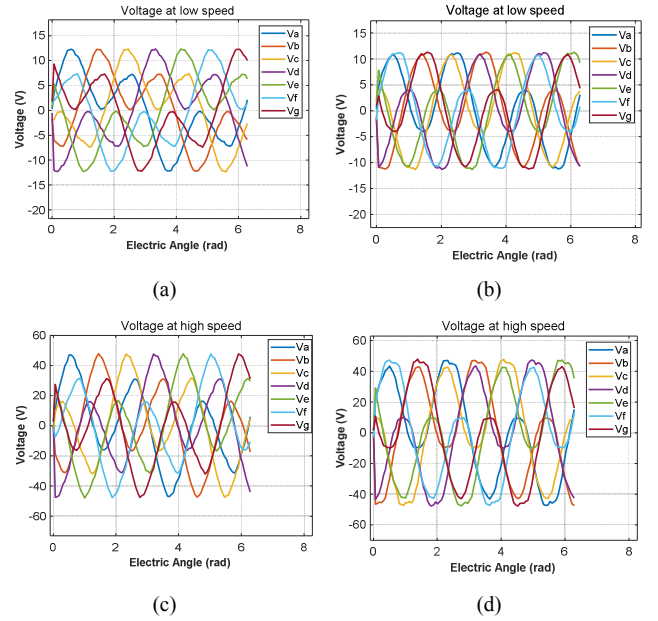 Voltage at low speed
Voltage (V)
15
10
5
0
-5
-10
-15
-20
0 2 4 6 8
Electric Angle (rad)
Va
Vb
Vc
Vd
Ve
Vf
Vg
(a)
Voltage at low speed
Voltage (V)
15
10
5
0
-5
-10
-15
-20
0 2 4 6 8
Electric Angle (rad)
Va
Vb
Vc
Vd
Ve
Vf
Vg
(b)
Voltage at high speed
Voltage (V)
60
40
20
0
-20
-40
-60
0 2 4 6 8
Electric Angle (rad)
Va
Vb
Vc
Vd
Ve
Vf
Vg
(c)
Voltage at high speed
Voltage (V)
60
40
20
0
-20
-40
-60
0 2 4 6 8
Electric Angle (rad)
Va
Vb
Vc
Vd
Ve
Vf
Vg
(d)